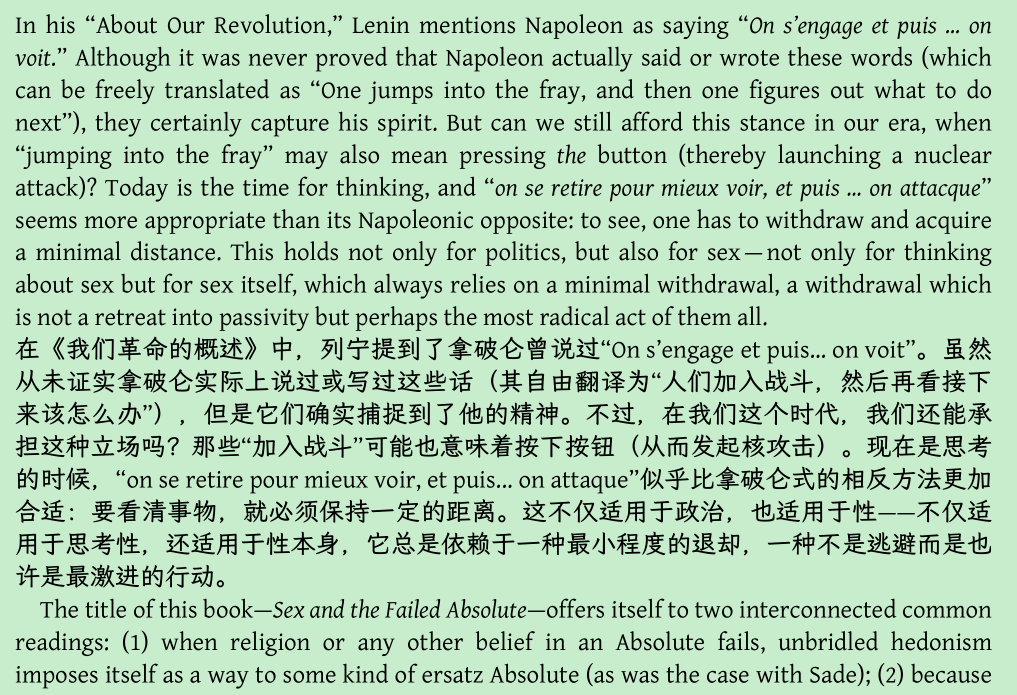 In his “About Our Revolution,” Lenin mentions Napoleon as saying “On s’engage et puis ... on
voit.” Although it was never proved that Napoleon actually said or wrote these words (which
can be freely translated as “One jumps into the fray, and then one figures out what to do
next”), they certainly capture his spirit. But can we still afford this stance in our era, when
“jumping into the fray” may also mean pressing the button (thereby launching a nuclear
attack)? Today is the time for thinking, and “on se retire pour mieux voir, et puis ... on attacque”
seems more appropriate than its Napoleonic opposite: to see, one has to withdraw and acquire
a minimal distance. This holds not only for politics, but also for sex—not only for thinking
about sex but for sex itself, which always relies on a minimal withdrawal, a withdrawal which
is not a retreat into passivity but perhaps the most radical act of them all.
在《我们革命的概述》中，列宁提到了拿破仑曾说过“On s’engage et puis... on voit”。虽然
从未证实拿破仑实际上说过或写过这些话（其自由翻译为“人们加入战斗，然后再看接下
来该怎么办”），但是它们确实捕捉到了他的精神。不过，在我们这个时代，我们还能承
担这种立场吗？那些“加入战斗”可能也意味着按下按钮（从而发起核攻击）。现在是思考
的时候，“on se retire pour mieux voir, et puis... on attaque”似乎比拿破仑式的相反方法更加
合适：要看清事物，就必须保持一定的距离。这不仅适用于政治，也适用于性——不仅适
用于思考性，还适用于性本身，它总是依赖于一种最小程度的退却，一种不是逃避而是也
许是最激进的行动。
The title of this book—Sex and the Failed Absolute—offers itself to two interconnected common
readings: (1) when religion or any other belief in an Absolute fails, unbridled hedonism
imposes itself as a way to some kind of ersatz Absolute (as was the case with Sade); (2) because